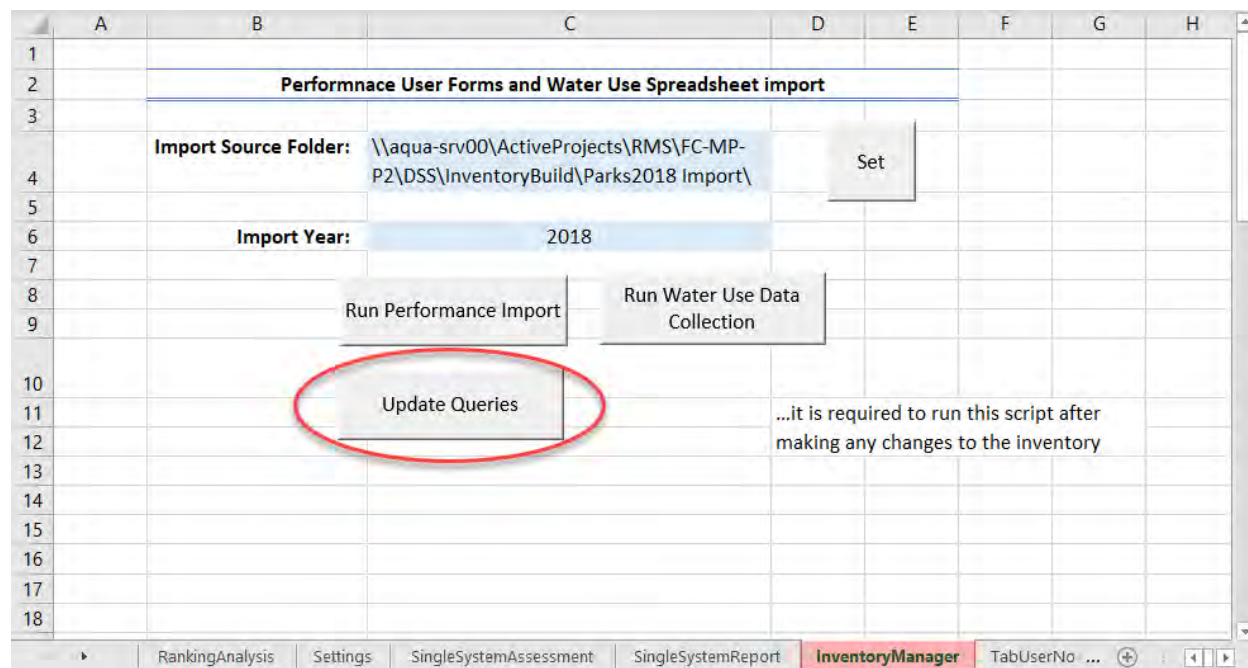 A B C D E F G H
1
2 Performnace User Forms and Water Use Spreadsheet import
3
Import Source Folder: \\aqua-srv00\ActiveProjects\RMS\FC-MP-
4 P2\DSS\InventoryBuild\Parks2018 Import\
Set
5
6 Import Year: 2018
7
8
9
Run Performance Import
Run Water Use Data
Collection
10
Update Queries
11 ...it is required to run this script after
12 making any changes to the inventory
13
14
15
16
17
18
RankingAnalysis Settings SingleSystemAssessment SingleSystemReport InventoryManager TabUserNo ...